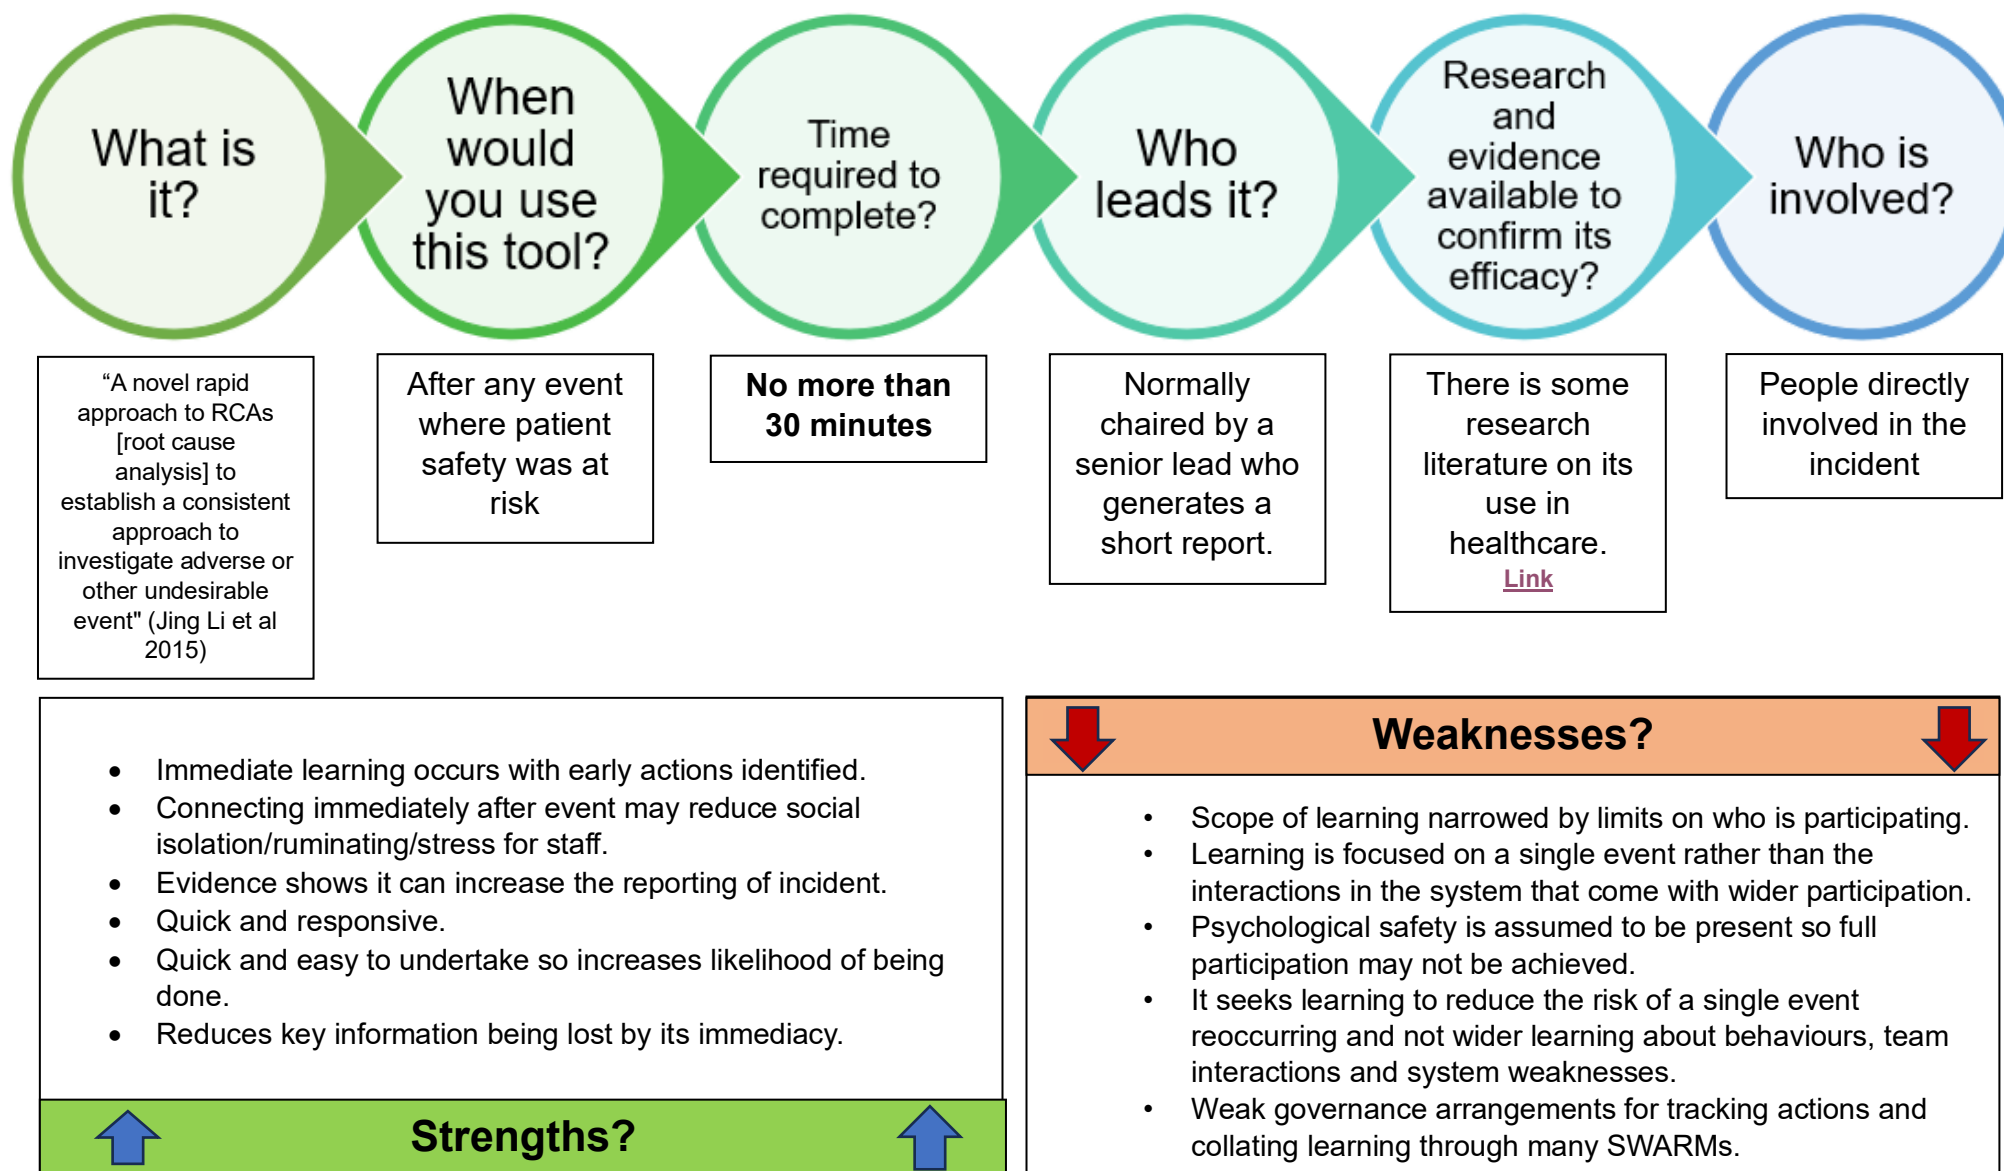 What is
it?
When
would
you use
this tool?
Time
required to
complete?
Who
leads it?
Research
and
evidence
available to
confirm its
efficacy?
Who is
involved?
“A novel rapid
approach to RCAs
[root cause
analysis] to
establish a consistent
approach to
investigate adverse or
other undesirable
event" (Jing Li et al
2015)
After any event
where patient
safety was at
risk
No more than
30 minutes
Normally
chaired by a
senior lead who
generates a
short report.
There is some
research
literature on its
use in
healthcare.
Link
People directly
involved in the
incident
• Immediate learning occurs with early actions identified.
• Connecting immediately after event may reduce social
isolation/ruminating/stress for staff.
• Evidence shows it can increase the reporting of incident.
• Quick and responsive.
• Quick and easy to undertake so increases likelihood of being
done.
• Reduces key information being lost by its immediacy.
Strengths?
Weaknesses?
• Scope of learning narrowed by limits on who is participating.
• Learning is focused on a single event rather than the
interactions in the system that come with wider participation.
• Psychological safety is assumed to be present so full
participation may not be achieved.
• It seeks learning to reduce the risk of a single event
reoccurring and not wider learning about behaviours, team
interactions and system weaknesses.
• Weak governance arrangements for tracking actions and
collating learning through many SWARMs.